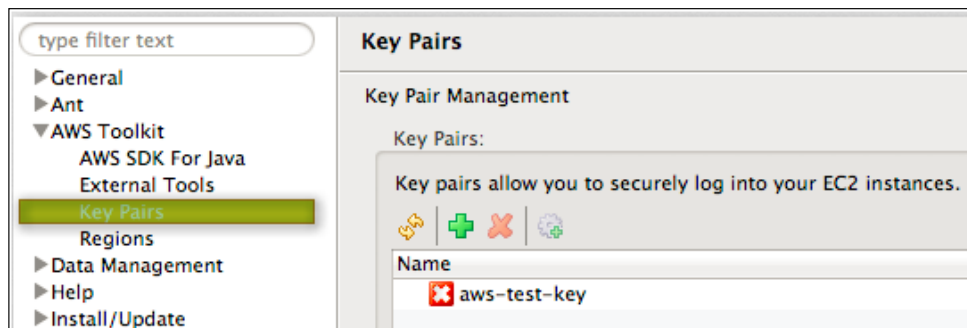 type filter text
General
Ant
AWS Toolkit
AWS SDK For Java
External Tools
Key Pairs
Regions
Data Management
Help
Install/Update
Key Pairs
Key Pair Management
Key Pairs:
Key pairs allow you to securely log into your EC2 instances.
Name
aws-test-key